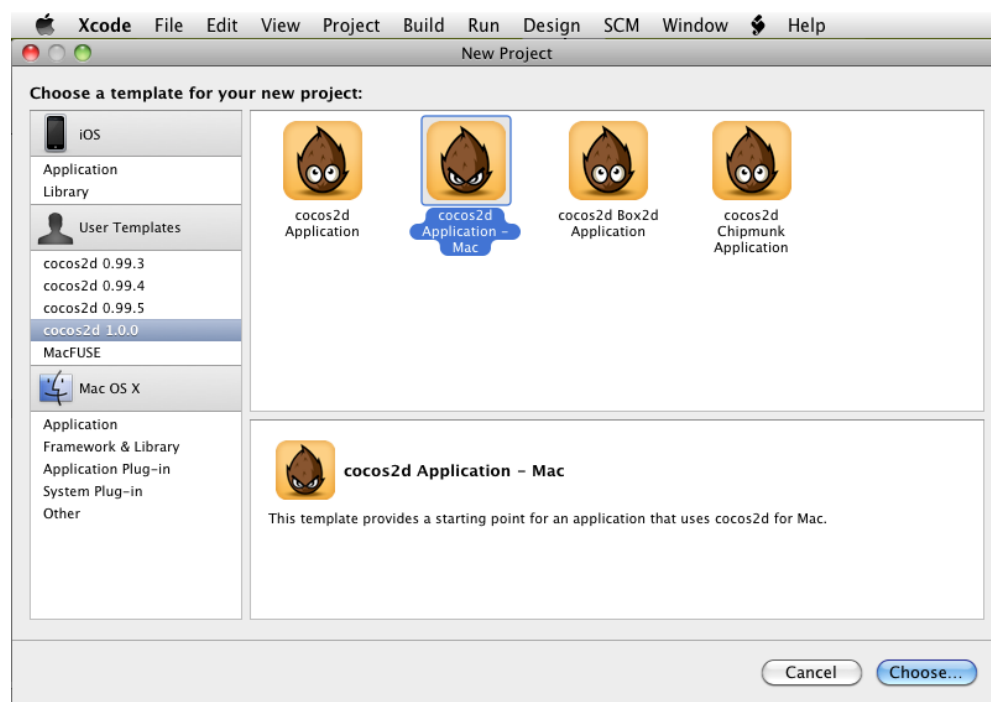 Xcode File Edit View Project Build Run Design SCM Window Help
New Project
Choose a template for your new project:
iOS
Application
Library
User Templates
cocos2d 0.99.3
cocos2d 0.99.4
cocos2d 0.99.5
cocos2d 1.0.0
MacFUSE
Mac OS X
Application
Framework & Library
Application Plug-in
System Plug-in
Other
cocos2d
Application
cocos2d
Application –
Mac
cocos2d Box2d
Application
cocos2d
Chipmunk
Application
cocos2d Application – Mac
This template provides a starting point for an application that uses cocos2d for Mac.
Cancel
Choose...